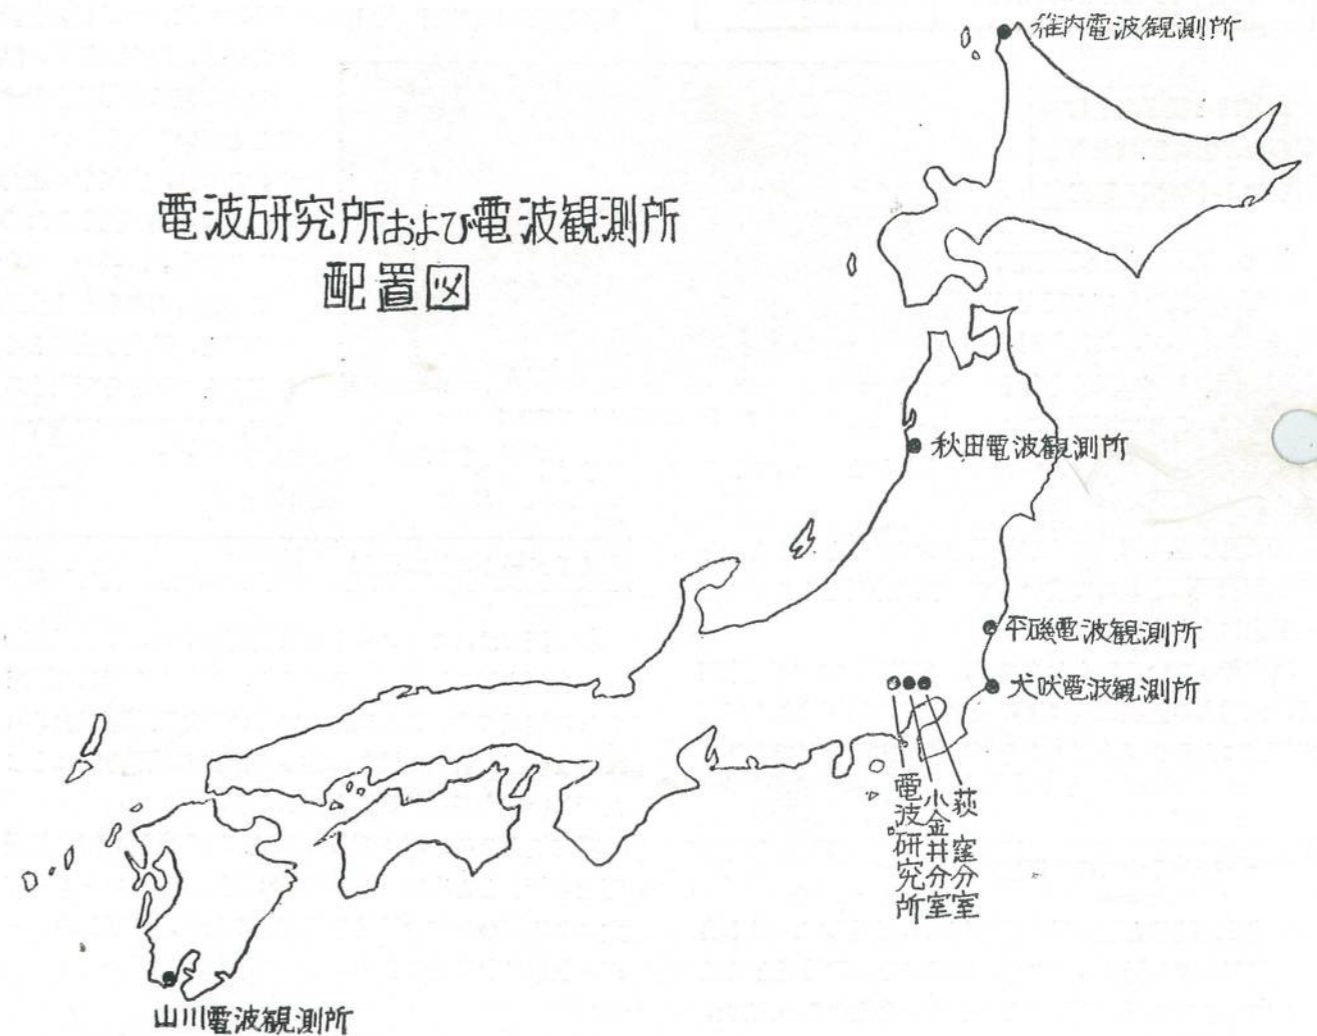 電波研究所および電波観測所
配置図
稚内電波観測所
秋田電波観測所
平磯電波観測所
犬吠電波観測所
電波研究所
小金井分室
荻窪分室
山川電波観測所